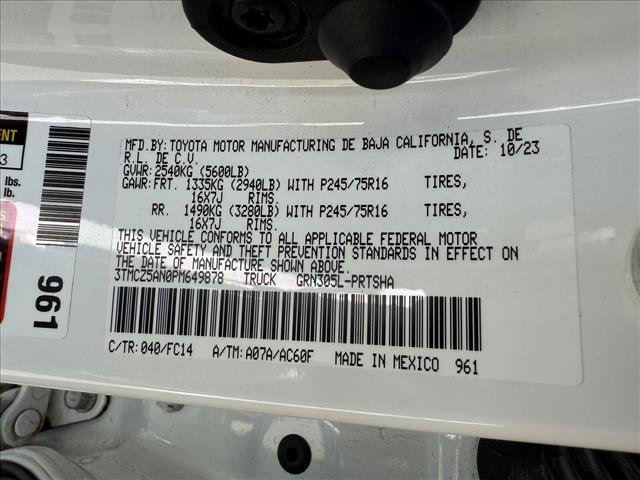 MFD.BY: TOYOTA MOTOR MANUFACTURING DE BAJA CALIFORNIA, S. DE
R.L. DE C.V. DATE: 10/23
GVWR: 2540KG (5600LB)
GAWR: FRT. 1335KG (2940LB) WITH P245/75R16 TIRES,
16X7J RIMS.
RR. 1490KG (3280LB) WITH P245/75R16 TIRES,
16X7J RIMS.
THIS VEHICLE CONFORMS TO ALL APPLICABLE FEDERAL MOTOR
VEHICLE SAFETY AND THEFT PREVENTION STANDARDS IN EFFECT ON
THE DATE OF MANUFACTURE SHOWN ABOVE.
3TMCZ5AN0PM649878 TRUCK GRN305L-PRTSHA
C/TR: 040/FC14 A/TM: A07A/AC60F MADE IN MEXICO 961
3
lbs.
lb.
961